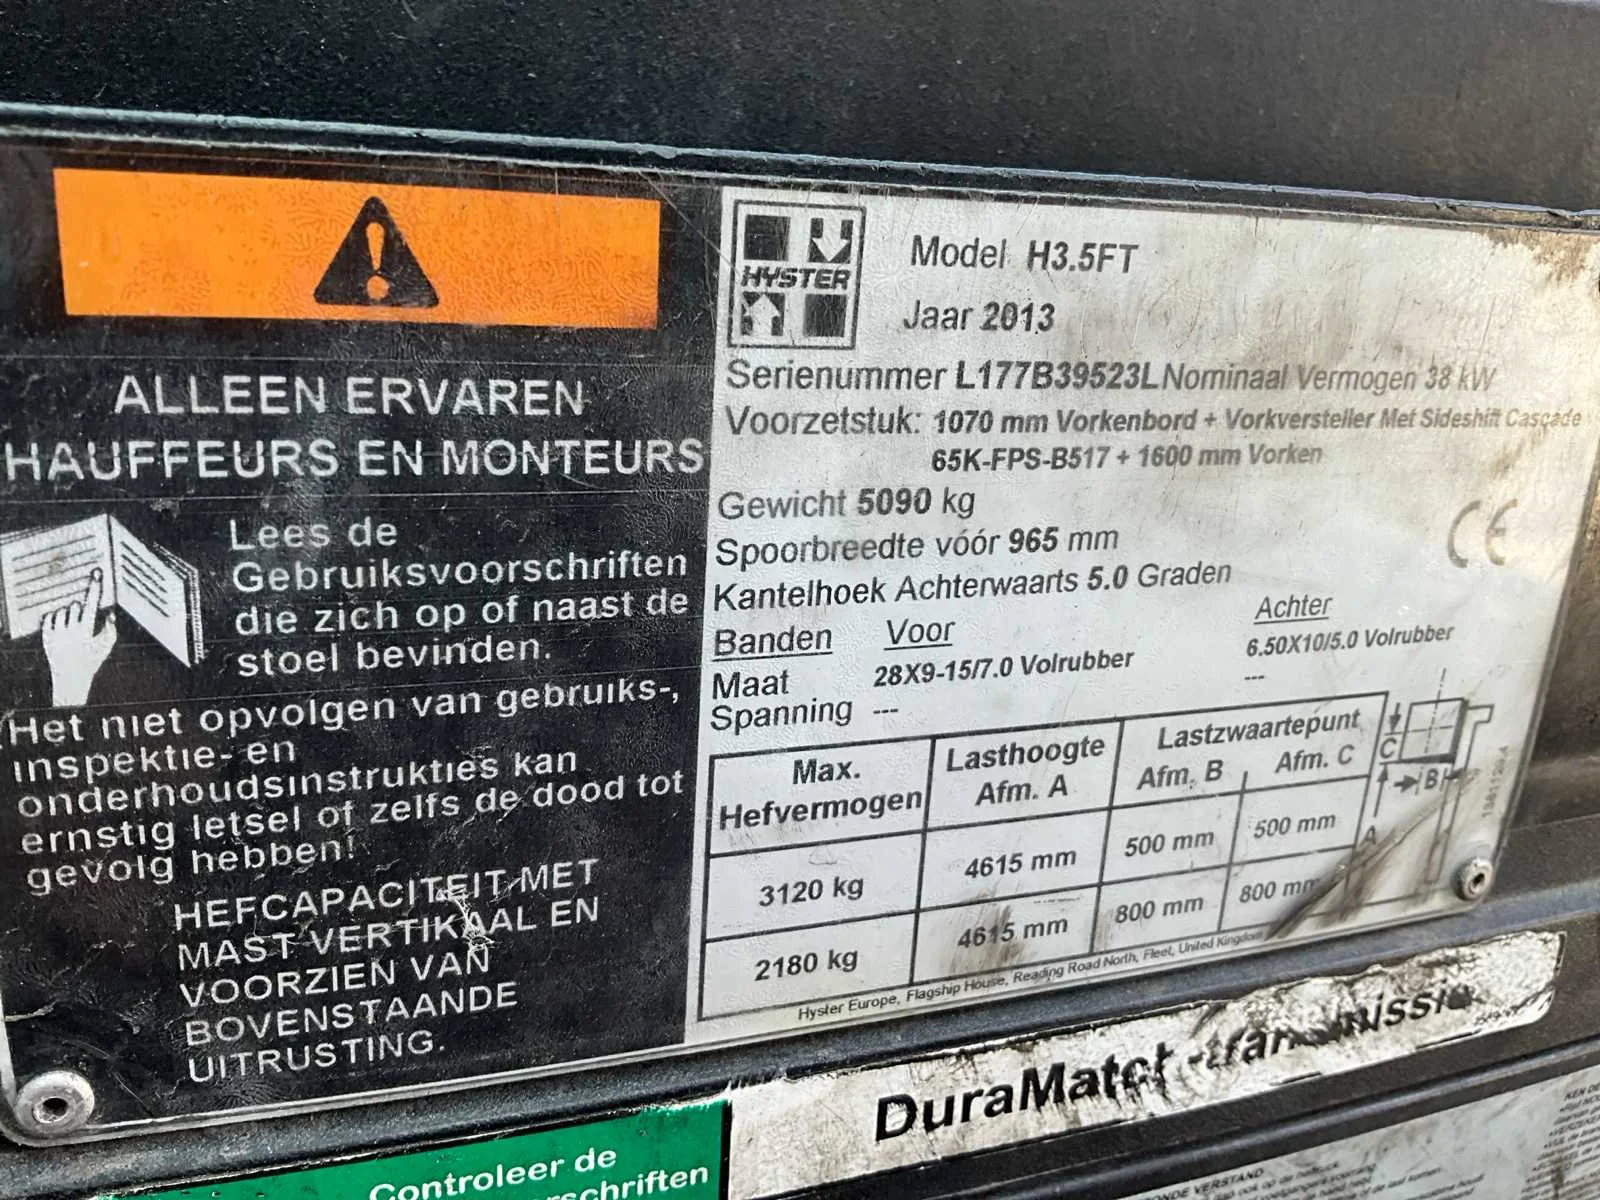 ALLEEN ERVAREN
HAUFFEURS EN MONTEURS
Lees de
Gebruiksvoorschriften
die zich op of naast de
stoel bevinden.
Het niet opvolgen van gebruiks-,
inspektie- en
onderhoudsinstrukties kan
ernstig letsel of zelfs de dood tot
gevolg hebben!
HEFCAPACITEIT MET
MAST VERTIKAAL EN
VOORZIEN VAN
BOVENSTAANDE
UITRUSTING.
HYSTER
Model H3.5FT
Jaar 2013
Serienummer L177B39523L Nominaal Vermogen 38 kW
Voorzetstuk: 1070 mm Vorkenbord + Vorkversteller Met Sideshift Cascade
65K-FPS-B517 + 1600 mm Vorken
Gewicht 5090 kg
Spoorbreedte vóór 965 mm
CE
Kantelhoek Achterwaarts 5.0 Graden
Banden Voor Achter
Maat 28X9-15/7.0 Volrubber 6.50X10/5.0 Volrubber
Spanning --- ---
Max. Hefvermogen Lasthoogte Afm. A Lastzwaartepunt Afm. B Afm. C
3120 kg 4615 mm 500 mm 500 mm
2180 kg 4615 mm 800 mm 800 mm
C
B
A
Hyster Europe, Flagship House, Reading Road North, Fleet, United Kingdom
DuraMatch -transmissie
Controleer de
schriften